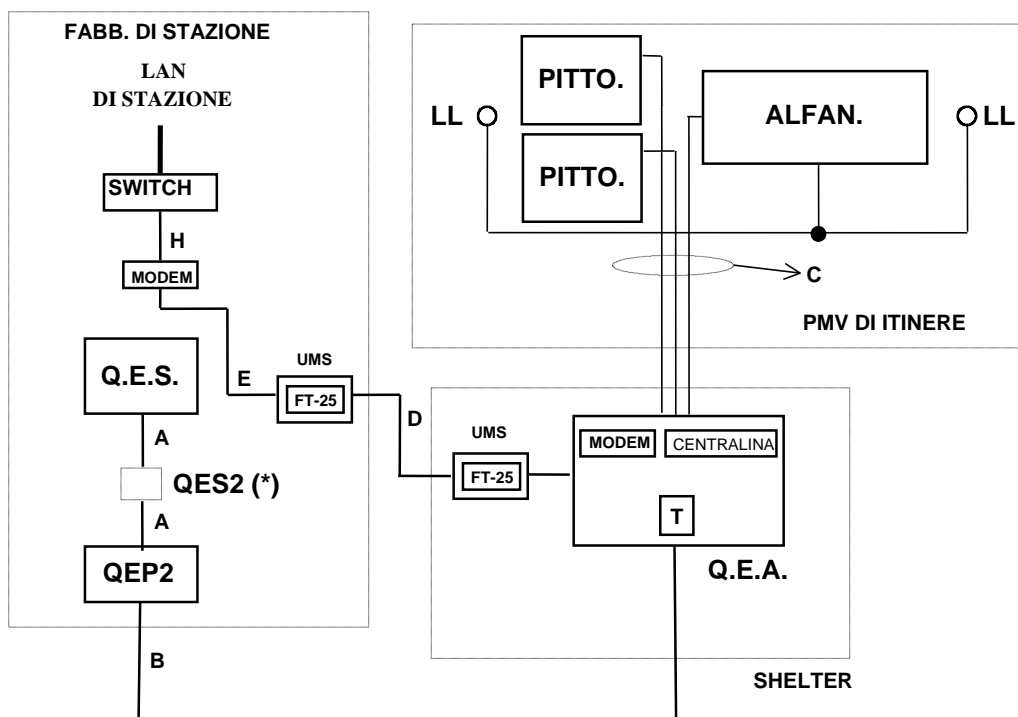 FABB. DI STAZIONE
LAN
DI STAZIONE
SWITCH
H
MODEM
Q.E.S.
E
UMS
FT-25
A
QES2 (*)
A
QEP2
B
D
PITTO.
PITTO.
LL
ALFAN.
LL
C
PMV DI ITINERE
UMS
FT-25
MODEM
CENTRALINA
T
Q.E.A.
SHELTER